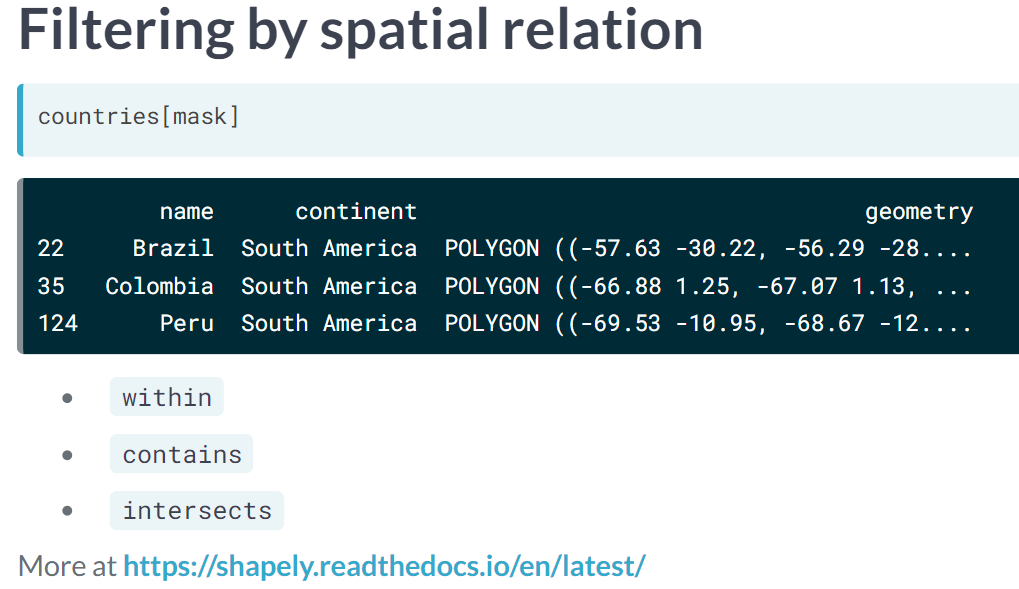 Filtering by spatial relation
countries[mask]
name continent geometry
22 Brazil South America POLYGON ((-57.63 -30.22, -56.29 -28....
35 Colombia South America POLYGON ((-66.88 1.25, -67.07 1.13, ...
124 Peru South America POLYGON ((-69.53 -10.95, -68.67 -12....
• within
• contains
• intersects
More at https://shapely.readthedocs.io/en/latest/